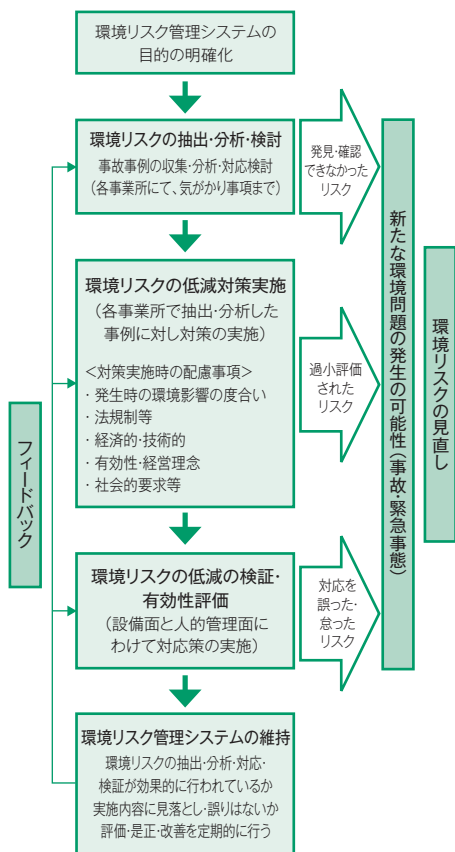 環境リスク管理システムの
目的の明確化
環境リスクの抽出・分析・検討
事故事例の収集・分析・対応検討
(各事業所にて、気がかり事項まで)
発見・確認
できなかった
リスク
環境リスクの低減対策実施
(各事業所で抽出・分析した
事例に対し対策の実施)
<対策実施時の配慮事項>
・発生時の環境影響の度合い
・法規制等
・経済的・技術的
・有効性・経営理念
・社会的要求等
過小評価
された
リスク
環境リスクの低減の検証・
有効性評価
(設備面と人的管理面に
わけて対応策の実施)
対応を
誤った・
怠った
リスク
環境リスク管理システムの維持
環境リスクの抽出・分析・対応・
検証が効果的に行われているか
実施内容に見落とし・誤りはないか
評価・是正・改善を定期的に行う
フィードバック
新たな環境問題の発生の可能性(事故・緊急事態)
環境リスクの見直し